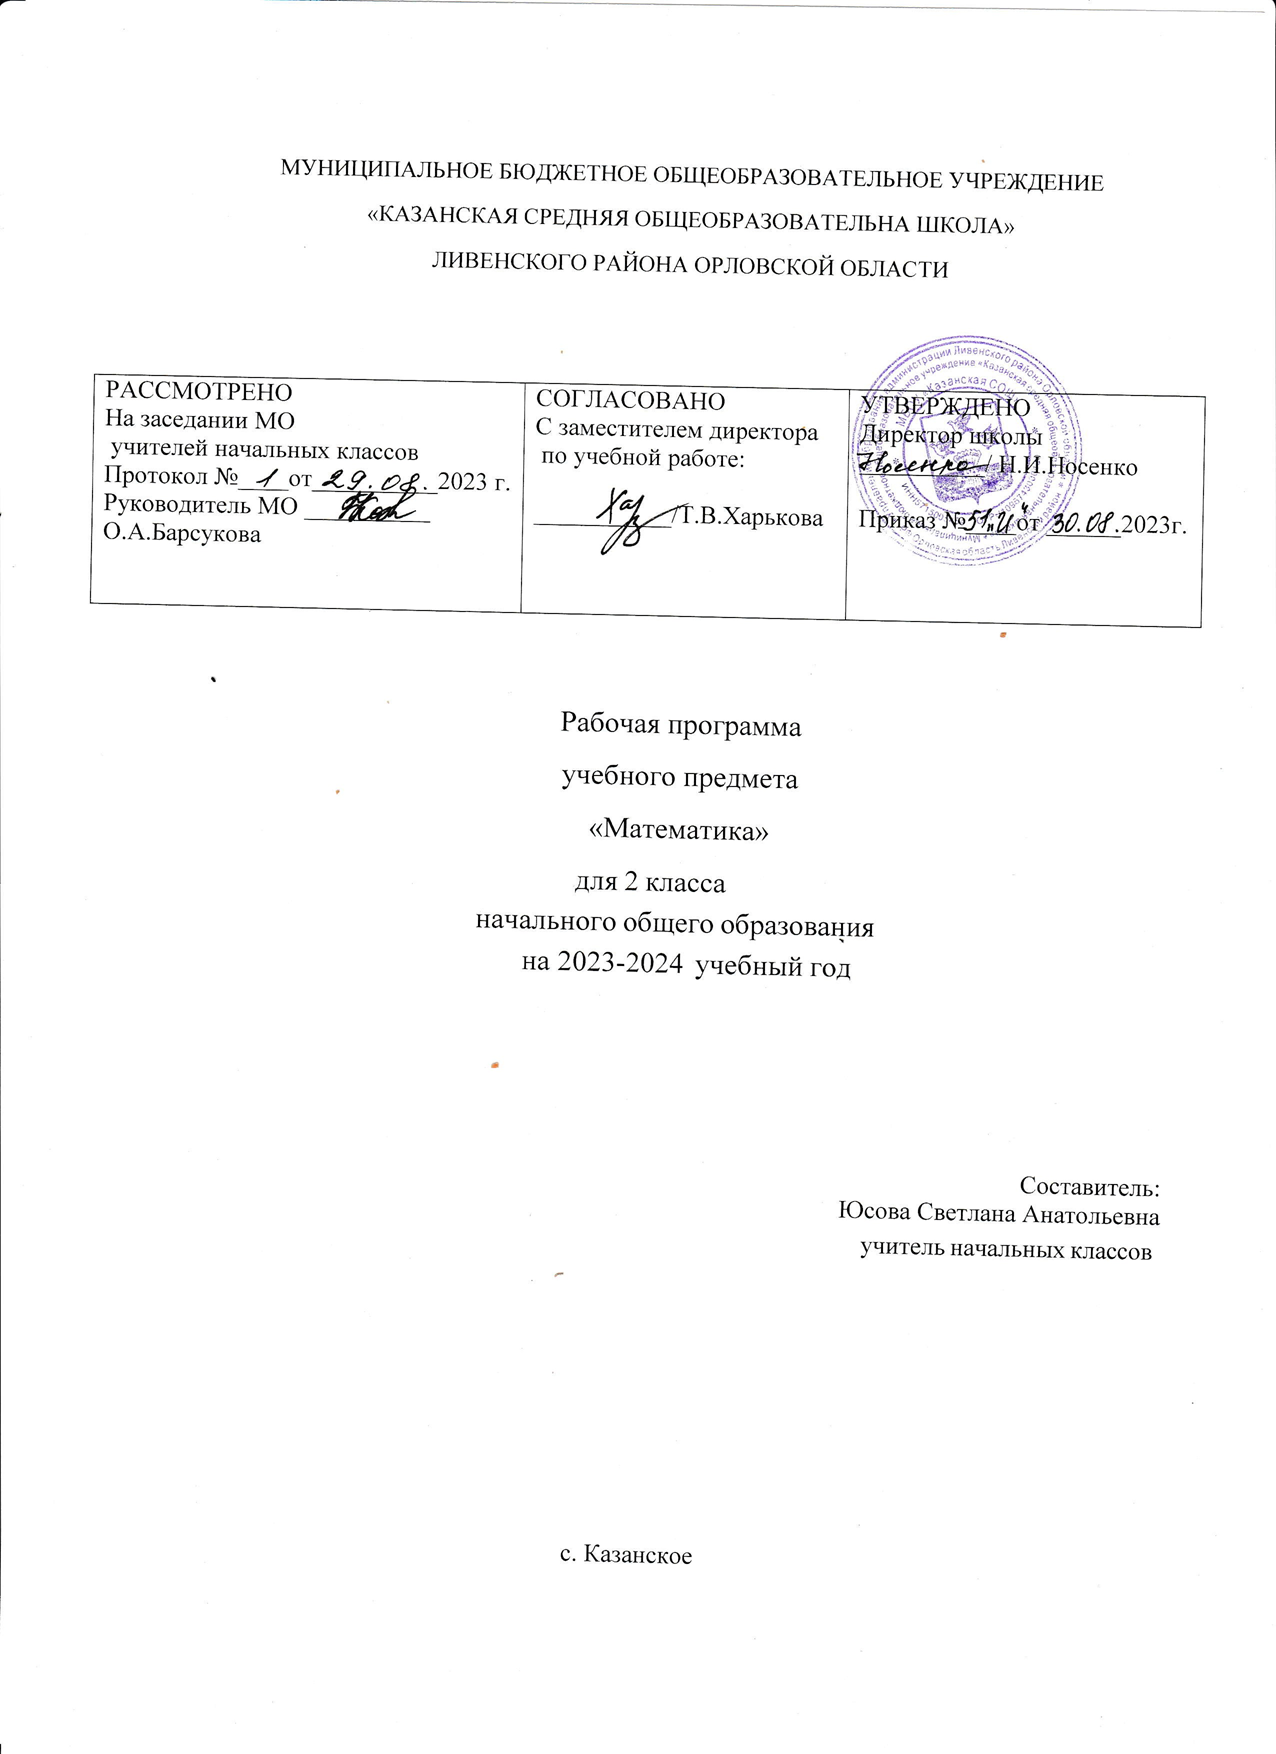 МУНИЦИПАЛЬНОЕ БЮДЖЕТНОЕ ОБЩЕОБРАЗОВАТЕЛЬНОЕ УЧРЕЖДЕНИЕ
«КАЗАНСКАЯ СРЕДНЯЯ ОБЩЕОБРАЗОВАТЕЛЬНА ШКОЛА»
ЛИВЕНСКОГО РАЙОНА ОРЛОВСКОЙ ОБЛАСТИ
РАССМОТРЕНО
На заседании МО
учителей начальных классов
Протокол № 1 от 29.08.2023 г.
Руководитель МО
О.А.Барсукова
СОГЛАСОВАНО
С заместителем директора
по учебной работе:
/Т.В.Харькова
УТВЕРЖДЕНО
Директор школы
Носенко / Н.И.Носенко
Приказ № от 30.08.2023г.
Рабочая программа
учебного предмета
«Математика»
для 2 класса
начального общего образования
на 2023-2024 учебный год
Составитель:
Юсова Светлана Анатольевна
учитель начальных классов
с. Казанское